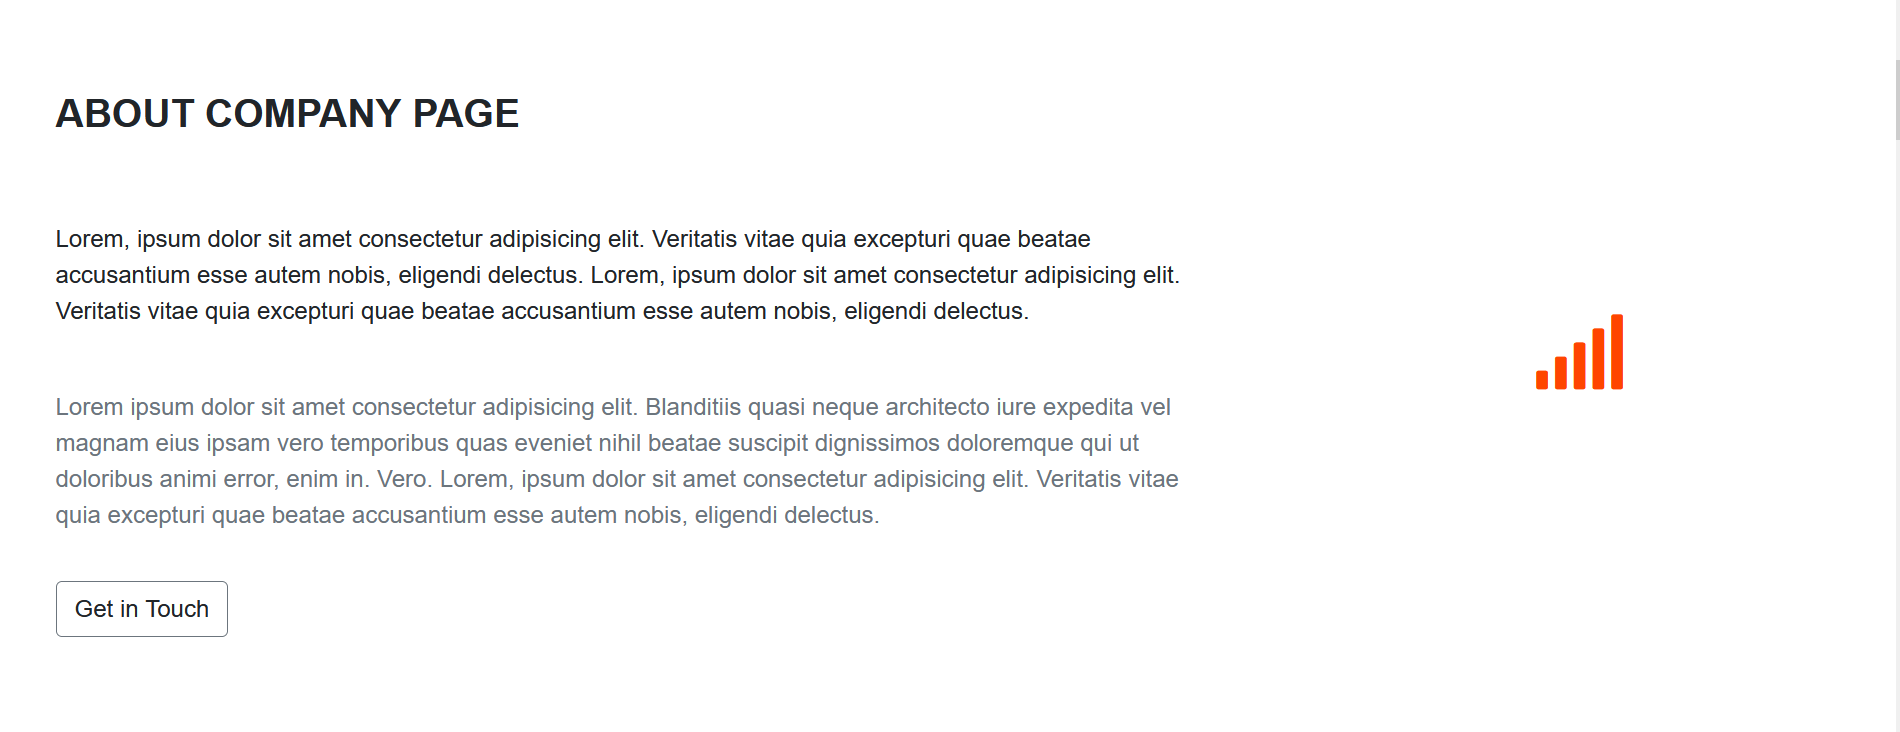 ABOUT COMPANY PAGE
Lorem, ipsum dolor sit amet consectetur adipisicing elit. Veritatis vitae quia excepturi quae beatae
accusantium esse autem nobis, eligendi delectus. Lorem, ipsum dolor sit amet consectetur adipisicing elit.
Veritatis vitae quia excepturi quae beatae accusantium esse autem nobis, eligendi delectus.
Lorem ipsum dolor sit amet consectetur adipisicing elit. Blanditiis quasi neque architecto iure expedita vel
magnam eius ipsam vero temporibus quas eveniet nihil beatae suscipit dignissimos doloremque qui ut
doloribus animi error, enim in. Vero. Lorem, ipsum dolor sit amet consectetur adipisicing elit. Veritatis vitae
quia excepturi quae beatae accusantium esse autem nobis, eligendi delectus.
Get in Touch